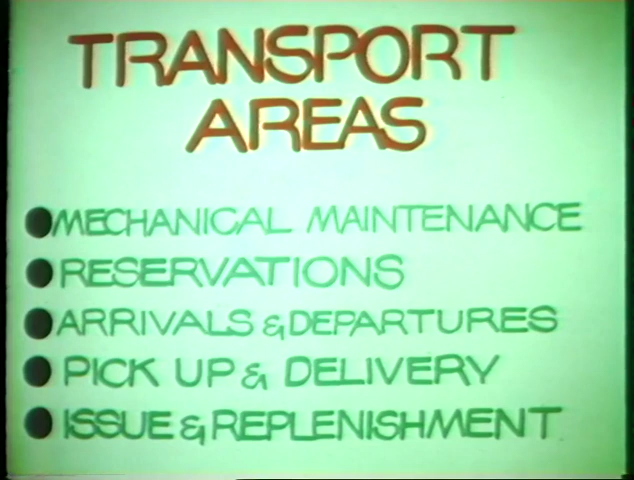 TRANSPORT
AREAS
MECHANICAL MAINTENANCE
RESERVATIONS
ARRIVALS & DEPARTURES
PICK UP & DELIVERY
ISSUE & REPLENISHMENT